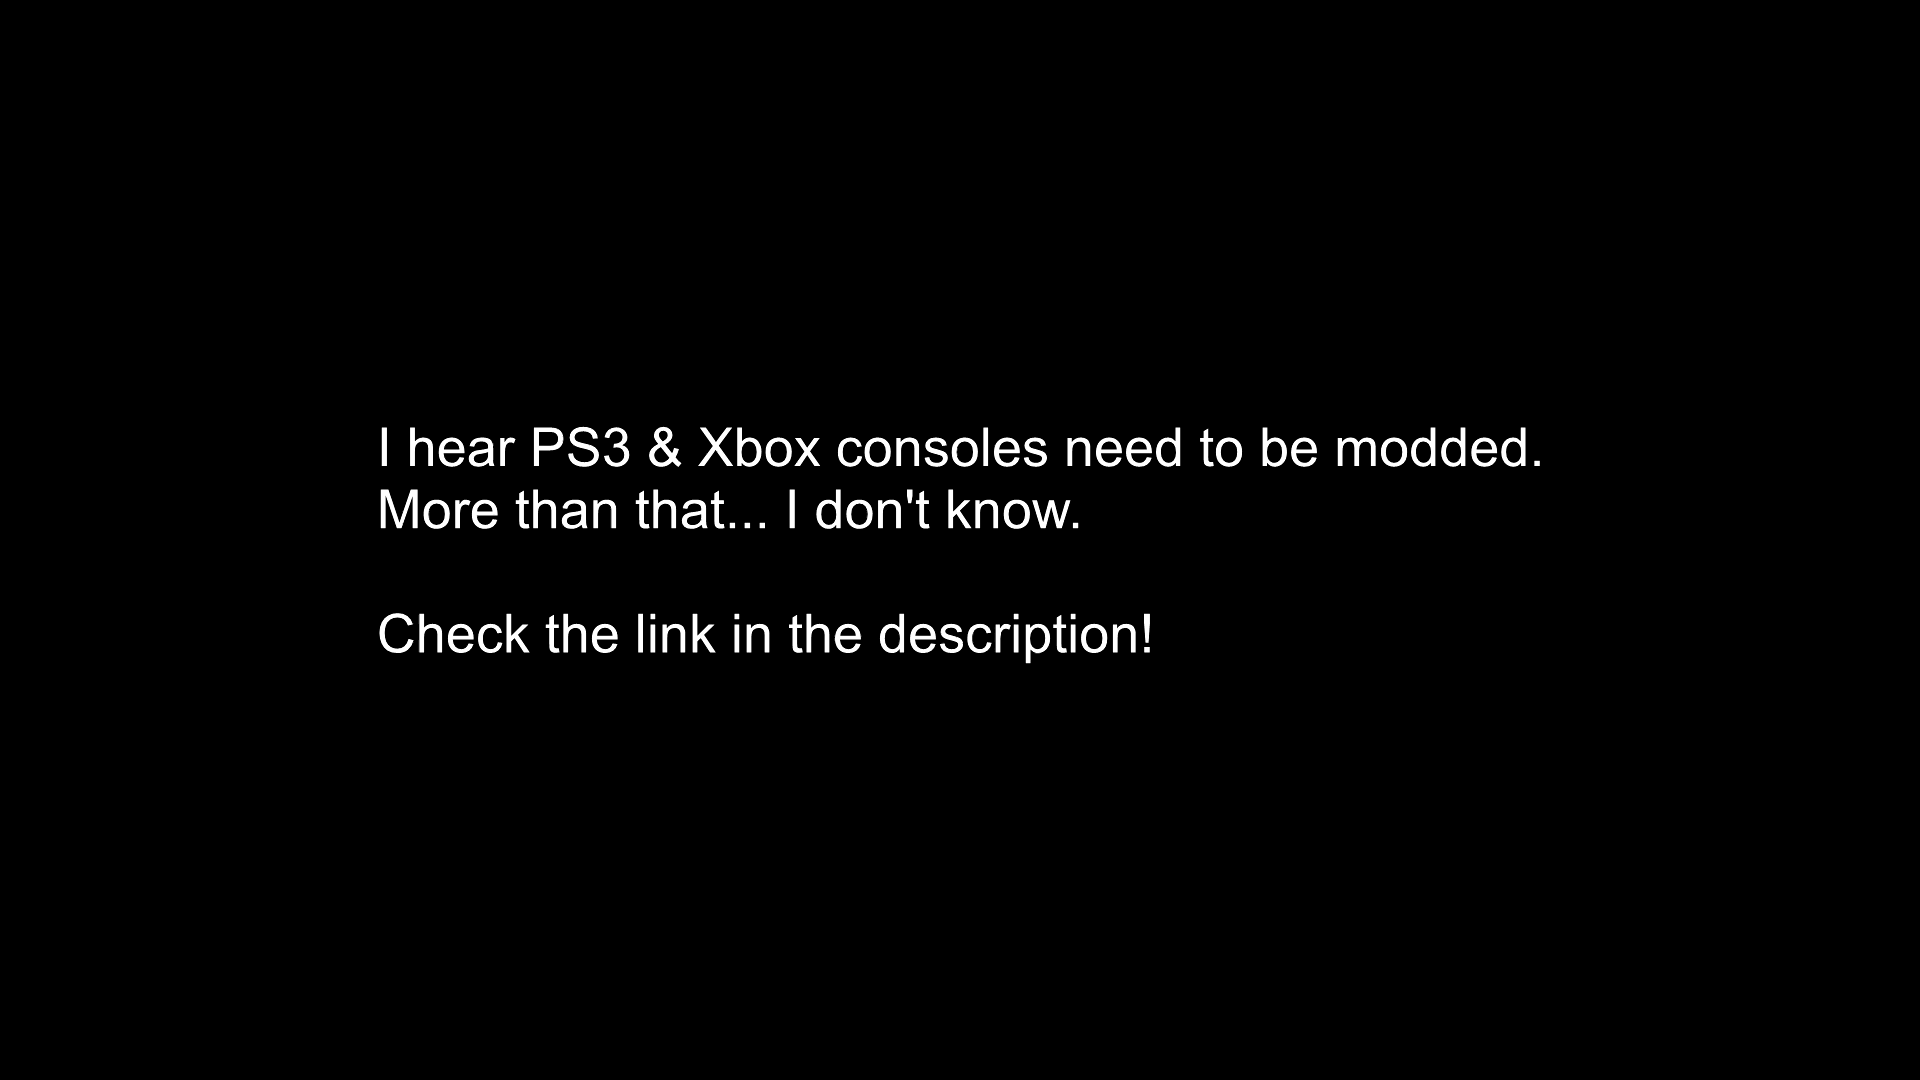 I hear PS3 & Xbox consoles need to be modded.
More than that... I don't know.
Check the link in the description!